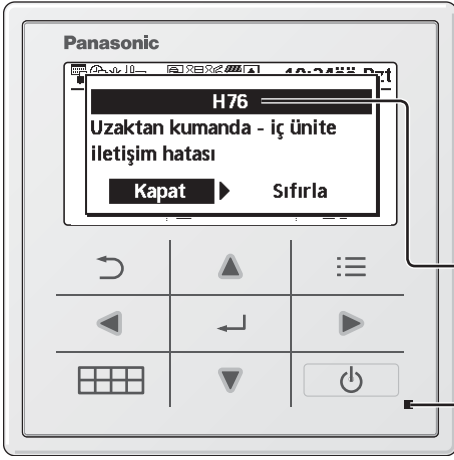 Panasonic
H76
Uzaktan kumanda - iç ünite
iletişim hatası
Kapat Sıfırla